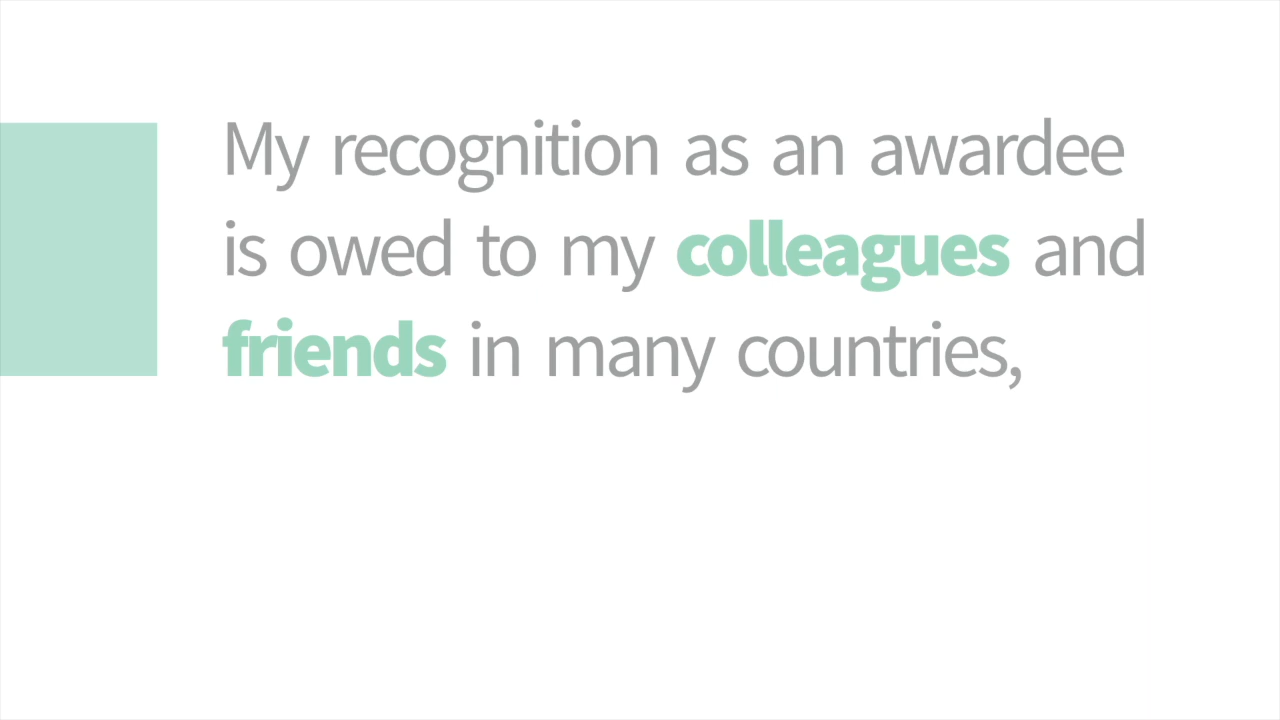 My recognition as an awardee
is owed to my colleagues and
friends in many countries,